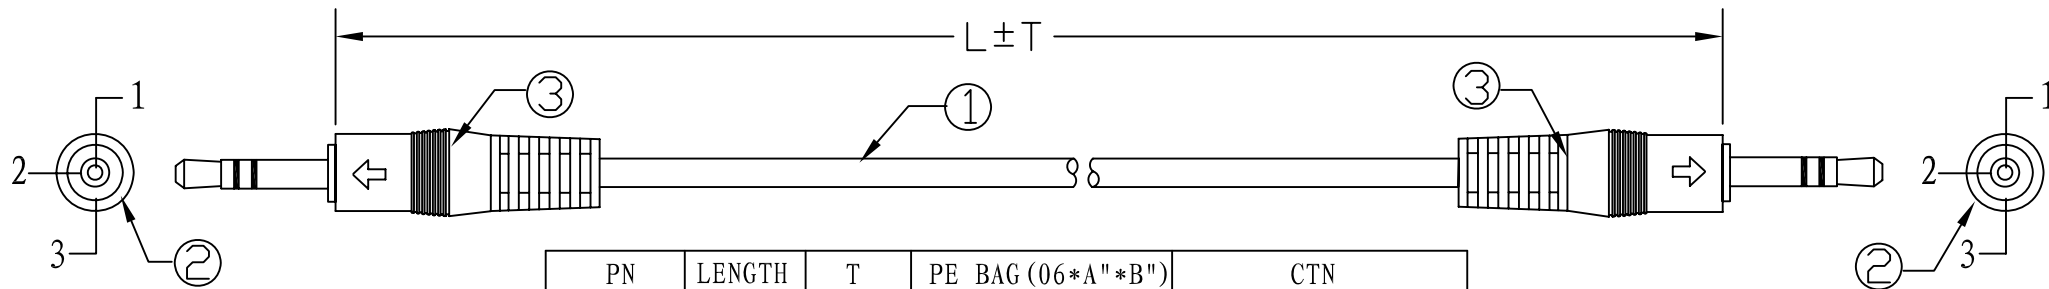 L±T
③ ① ③
1 1
2 2
3 ② ② 3
PN LENGTH T PE BAG(06*A"*B") CTN